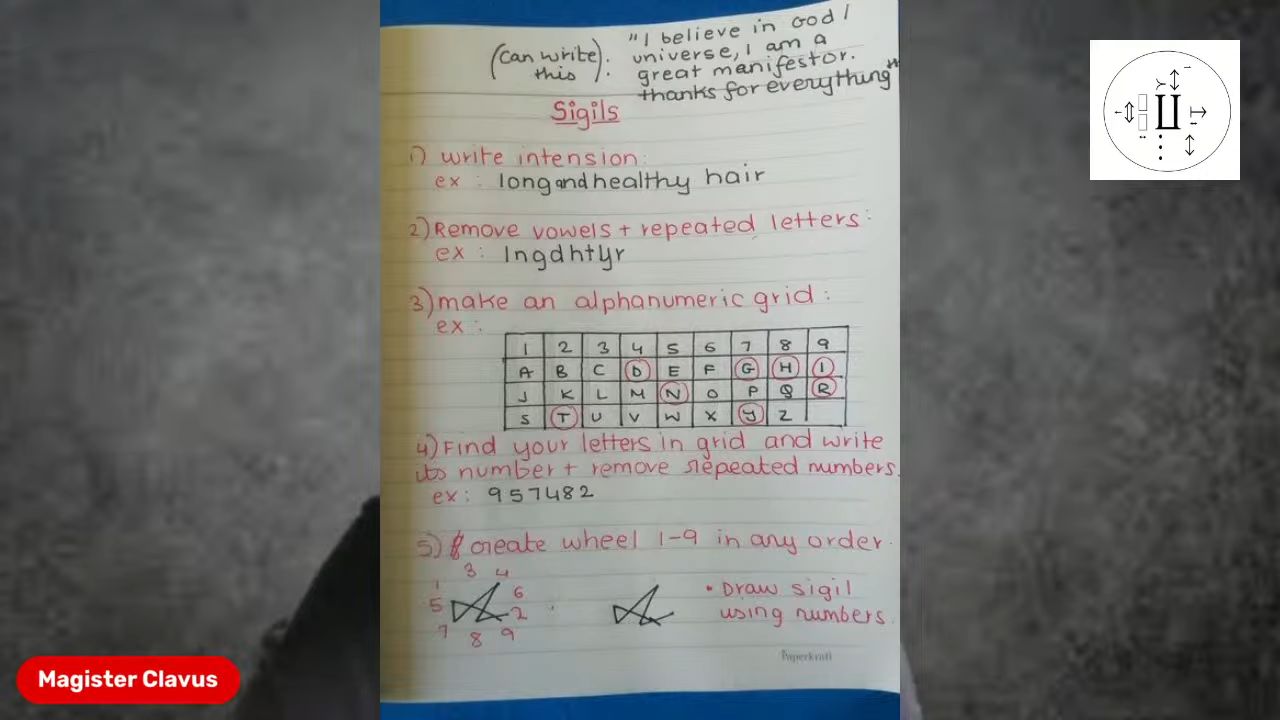 (can write this): "I believe in God /
universe, I am a
great manifestor.
thanks for everything"
Sigils
1) write intension:
ex : long and healthy hair
2) Remove vowels + repeated letters:
ex : lngdhtyr
3) make an alphanumeric grid:
ex :
1 2 3 4 5 6 7 8 9
A B C D E F G H I
J K L M N O P Q R
S T U V W X Y Z
4) Find your letters in grid and write
its number + remove repeated numbers.
ex : 957482
5) create wheel 1-9 in any order.
3 4
1 6
5 2
7 8 9
• Draw sigil
using numbers.
Paperkraft
Magister Clavus